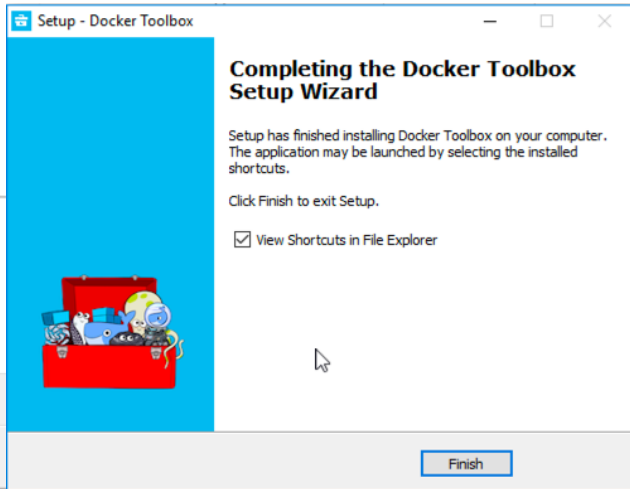 Setup - Docker Toolbox
Completing the Docker Toolbox
Setup Wizard
Setup has finished installing Docker Toolbox on your computer.
The application may be launched by selecting the installed
shortcuts.
Click Finish to exit Setup.
View Shortcuts in File Explorer
Finish